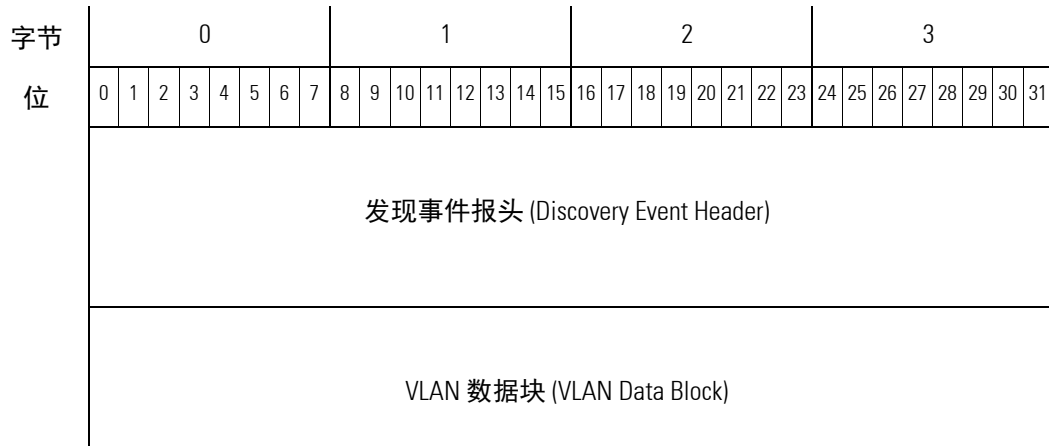 字节 0 1 2 3
位 0 1 2 3 4 5 6 7 8 9 10 11 12 13 14 15 16 17 18 19 20 21 22 23 24 25 26 27 28 29 30 31
发现事件报头 (Discovery Event Header)
VLAN 数据块 (VLAN Data Block)